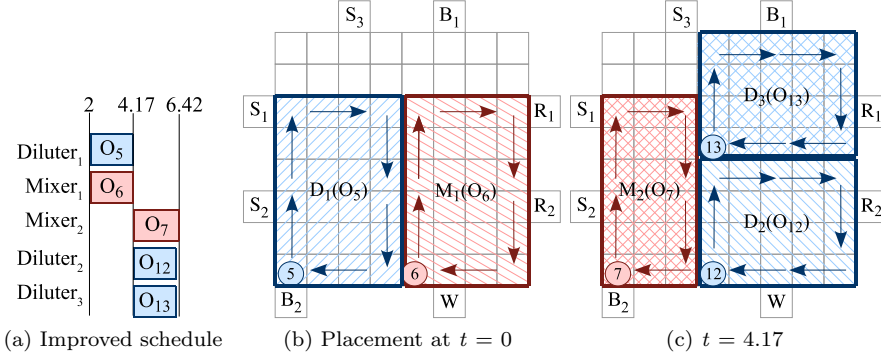 2 4.17 6.42
Diluter1 O5
Mixer1 O6
Mixer2 O7
Diluter2 O12
Diluter3 O13
(a) Improved schedule
S3 B1
S1 R1
D1(O5) M1(O6)
S2 R2
5 6
B2 W
(b) Placement at t = 0
S3 B1
D3(O13)
S1 R1
13
M2(O7)
S2 R2
D2(O12)
7 12
B2 W
(c) t = 4.17